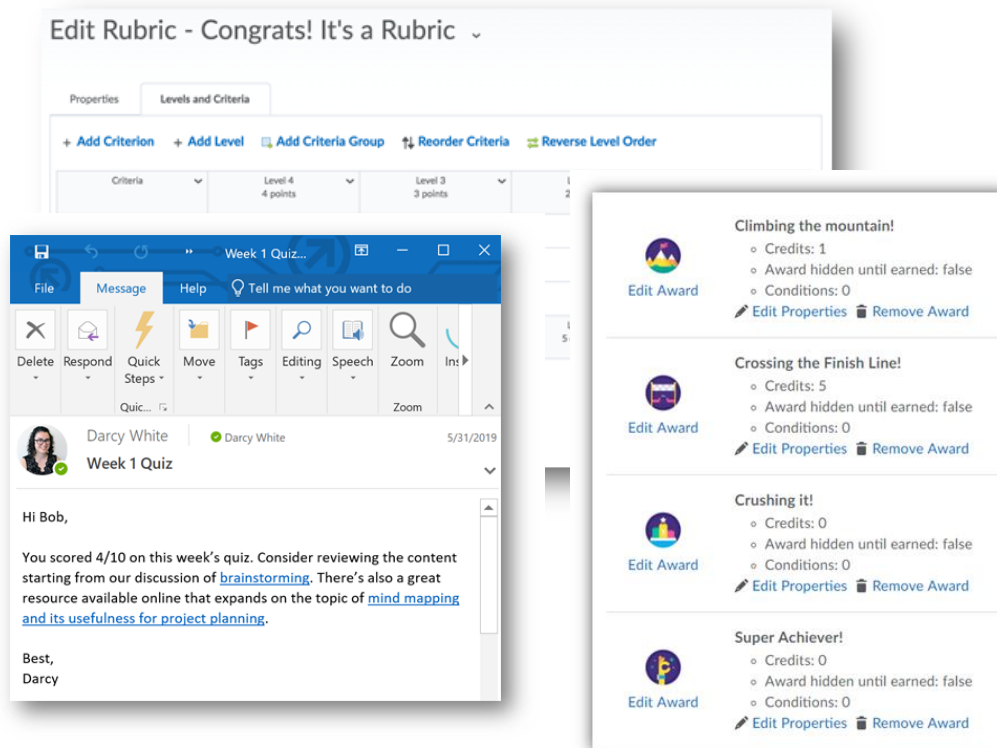 Edit Rubric - Congrats! It's a Rubric
Properties
Levels and Criteria
+ Add Criterion
+ Add Level
Add Criteria Group
Reorder Criteria
Reverse Level Order
Criteria
Level 4
4 points
Level 3
3 points
Week 1 Quiz...
File
Message
Help
Tell me what you want to do
Delete
Respond
Quick
Steps
Move
Tags
Editing
Speech
Zoom
Quic...
Zoom
Darcy White
Darcy White
5/31/2019
Week 1 Quiz
Hi Bob,
You scored 4/10 on this week's quiz. Consider reviewing the content
starting from our discussion of brainstorming. There's also a great
resource available online that expands on the topic of mind mapping
and its usefulness for project planning.
Best,
Darcy
Climbing the mountain!
Credits: 1
Award hidden until earned: false
Conditions: 0
Edit Award
Edit Properties
Remove Award
Crossing the Finish Line!
Credits: 5
Award hidden until earned: false
Conditions: 0
Edit Award
Edit Properties
Remove Award
Crushing it!
Credits: 0
Award hidden until earned: false
Conditions: 0
Edit Award
Edit Properties
Remove Award
Super Achiever!
Credits: 0
Award hidden until earned: false
Conditions: 0
Edit Award
Edit Properties
Remove Award